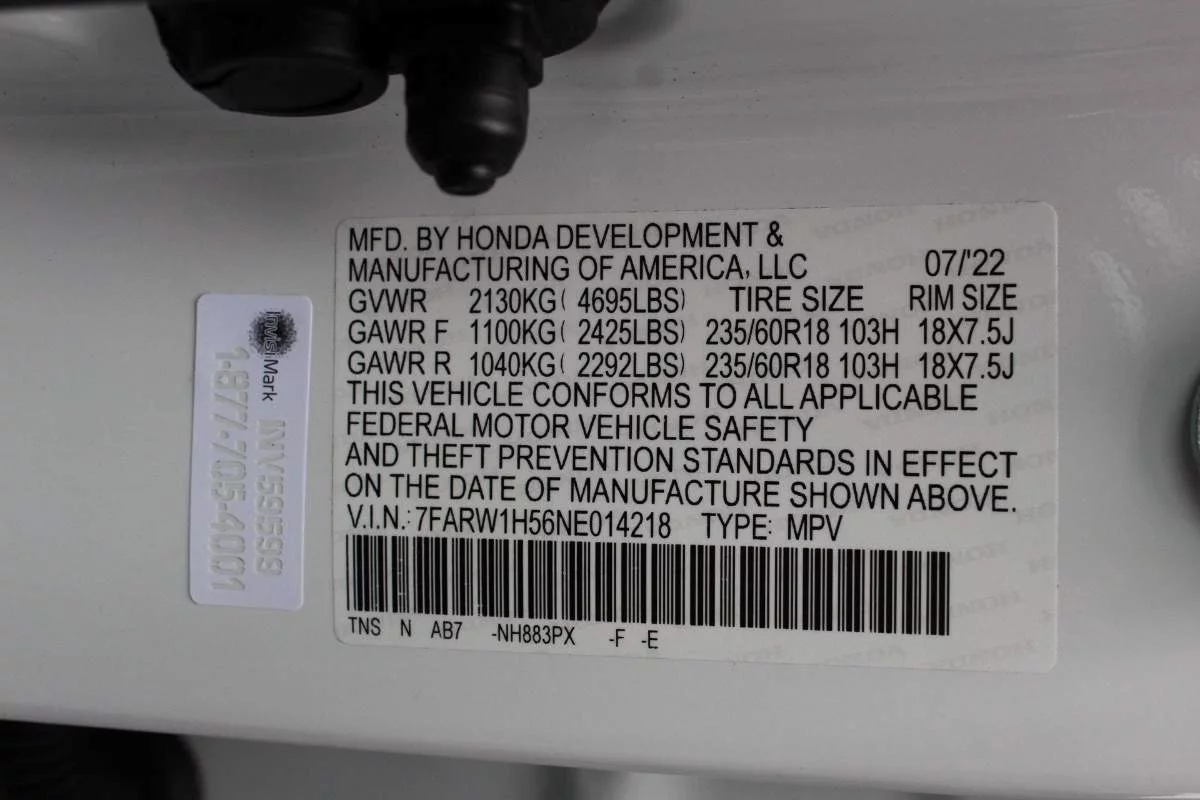 MFD. BY HONDA DEVELOPMENT &
MANUFACTURING OF AMERICA, LLC 07/'22
GVWR 2130KG( 4695LBS) TIRE SIZE RIM SIZE
GAWR F 1100KG( 2425LBS) 235/60R18 103H 18X7.5J
GAWR R 1040KG( 2292LBS) 235/60R18 103H 18X7.5J
THIS VEHICLE CONFORMS TO ALL APPLICABLE
FEDERAL MOTOR VEHICLE SAFETY
AND THEFT PREVENTION STANDARDS IN EFFECT
ON THE DATE OF MANUFACTURE SHOWN ABOVE.
V.I.N.: 7FARW1H56NE014218 TYPE: MPV
TNS N AB7 -NH883PX -F -E
InvisiMark
1-877-705-4001